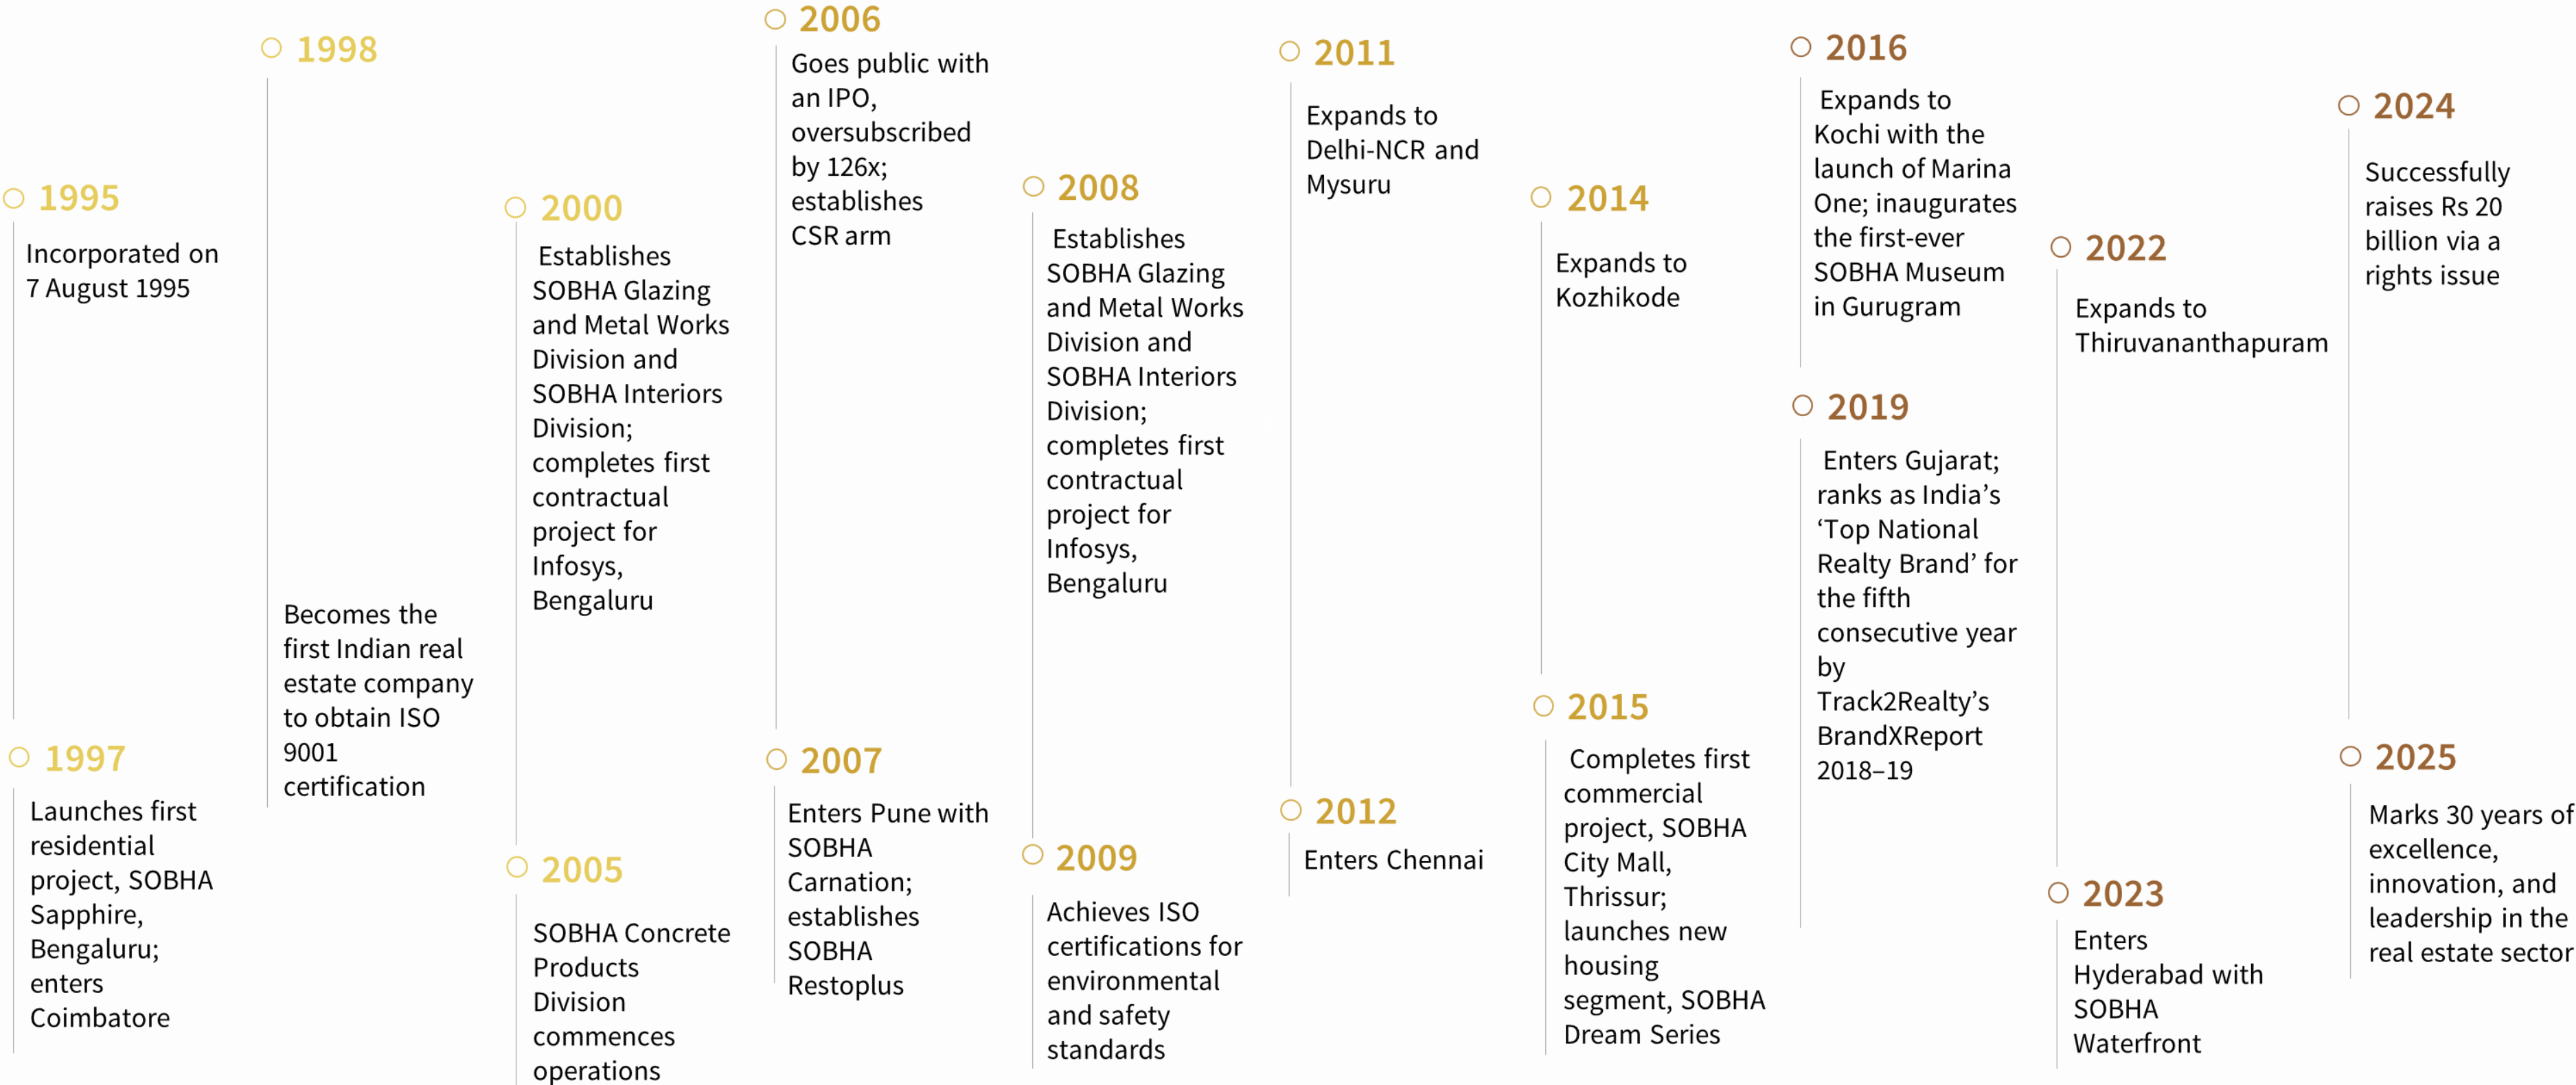 1995
Incorporated on
7 August 1995
1997
Launches first
residential
project, SOBHA
Sapphire,
Bengaluru;
enters
Coimbatore
1998
Becomes the
first Indian real
estate company
to obtain ISO
9001
certification
2000
Establishes
SOBHA Glazing
and Metal Works
Division and
SOBHA Interiors
Division;
completes first
contractual
project for
Infosys,
Bengaluru
2005
SOBHA Concrete
Products
Division
commences
operations
2006
Goes public with
an IPO,
oversubscribed
by 126x;
establishes
CSR arm
2007
Enters Pune with
SOBHA
Carnation;
establishes
SOBHA
Restoplus
2008
Establishes
SOBHA Glazing
and Metal Works
Division and
SOBHA Interiors
Division;
completes first
contractual
project for
Infosys,
Bengaluru
2009
Achieves ISO
certifications for
environmental
and safety
standards
2011
Expands to
Delhi-NCR and
Mysuru
2012
Enters Chennai
2014
Expands to
Kozhikode
2015
Completes first
commercial
project, SOBHA
City Mall,
Thrissur;
launches new
housing
segment, SOBHA
Dream Series
2016
Expands to
Kochi with the
launch of Marina
One; inaugurates
the first-ever
SOBHA Museum
in Gurugram
2019
Enters Gujarat;
ranks as India’s
‘Top National
Realty Brand’ for
the fifth
consecutive year
by
Track2Realty’s
BrandXReport
2018–19
2022
Expands to
Thiruvananthapuram
2023
Enters
Hyderabad with
SOBHA
Waterfront
2024
Successfully
raises Rs 20
billion via a
rights issue
2025
Marks 30 years of
excellence,
innovation, and
leadership in the
real estate sector